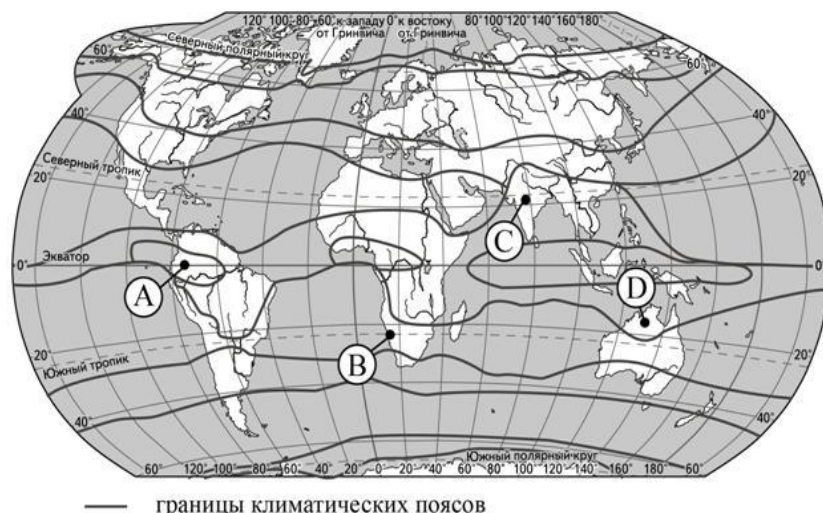 120°100°-80°-60° к западу 0° к востоку 80°100°120°140°160°180°
от Гринвича от Гринвича
Северный полярный круг
60° 60°
40° 40°
Северный тропик
20° 20°
C
Экватор
0° 0°
A
D
B
20° 20°
Южный тропик
40° 40°
Южный полярный круг
60° 120° 100° 80° 60° 40° 20° 0° 20° 40° 60° 80° 100° 120° 140° 160° 180° 60°
границы климатических поясов